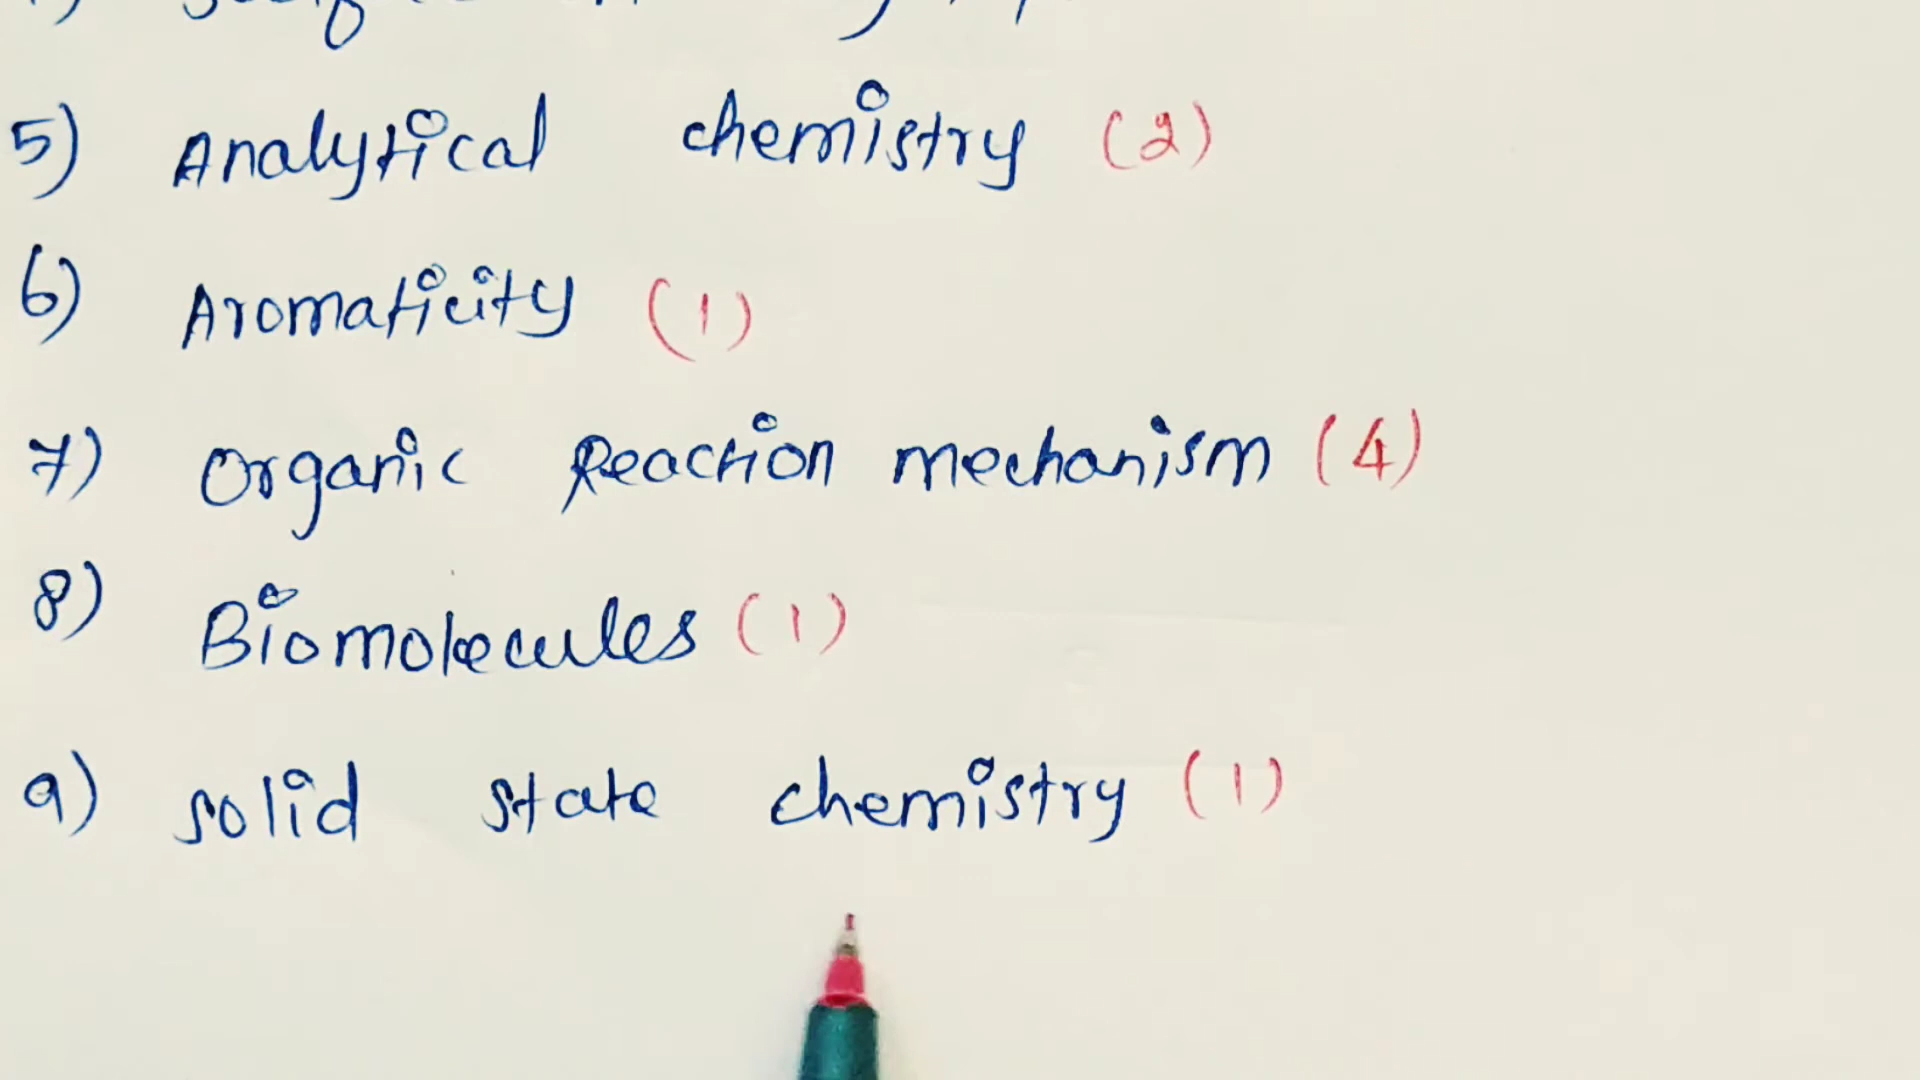 5) Analytical chemistry (2)
6) Aromaticity (1)
7) Organic Reaction mechanism (4)
8) Biomolecules (1)
9) solid state chemistry (1)